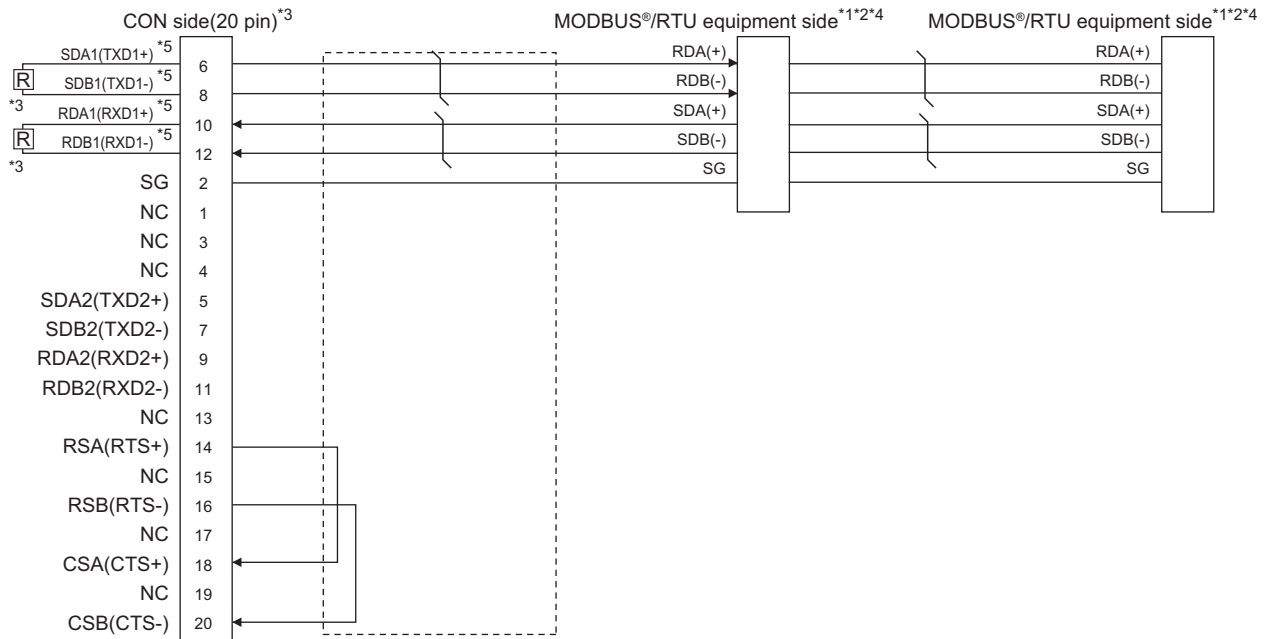 CON side(20 pin)*3 MODBUS®/RTU equipment side*1*2*4 MODBUS®/RTU equipment side*1*2*4
SDA1(TXD1+) *5 6 RDA(+) RDA(+)
R SDB1(TXD1-) *5 8 RDB(-) RDB(-)
*3 RDA1(RXD1+) *5 10 SDA(+) SDA(+)
R RDB1(RXD1-) *5 12 SDB(-) SDB(-)
*3
SG 2 SG SG
NC 1
NC 3
NC 4
SDA2(TXD2+) 5
SDB2(TXD2-) 7
RDA2(RXD2+) 9
RDB2(RXD2-) 11
NC 13
RSA(RTS+) 14
NC 15
RSB(RTS-) 16
NC 17
CSA(CTS+) 18
NC 19
CSB(CTS-) 20